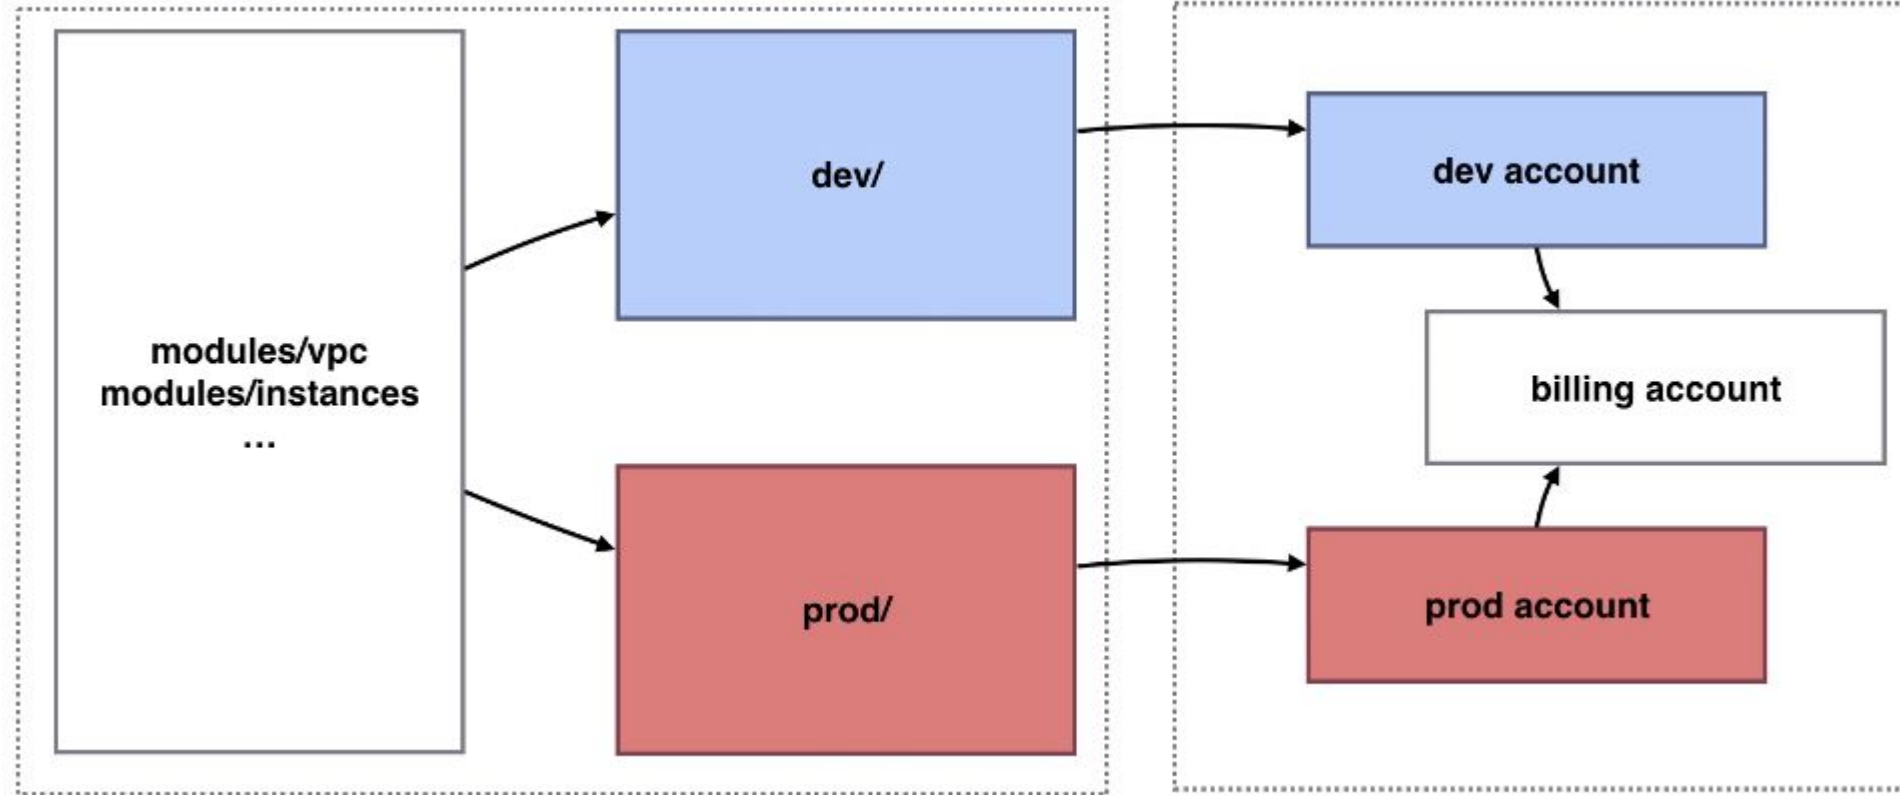 modules/vpc
modules/instances
...
dev/
prod/
dev account
billing account
prod account